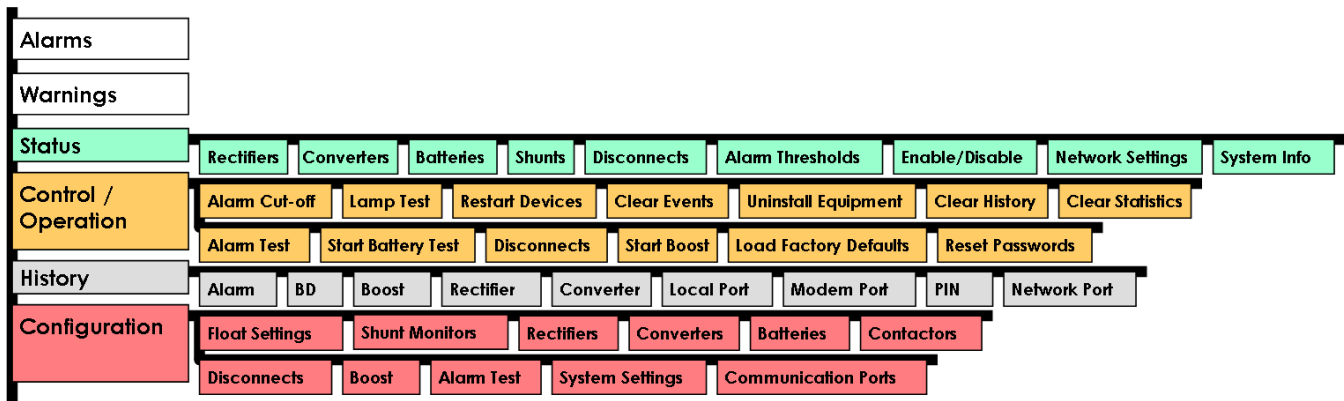 Alarms
Warnings
Status
Rectifiers Converters Batteries Shunts Disconnects Alarm Thresholds Enable/Disable Network Settings System Info
Control /
Operation
Alarm Cut-off Lamp Test Restart Devices Clear Events Uninstall Equipment Clear History Clear Statistics
Alarm Test Start Battery Test Disconnects Start Boost Load Factory Defaults Reset Passwords
History
Alarm BD Boost Rectifier Converter Local Port Modem Port PIN Network Port
Configuration
Float Settings Shunt Monitors Rectifiers Converters Batteries Contactors
Disconnects Boost Alarm Test System Settings Communication Ports